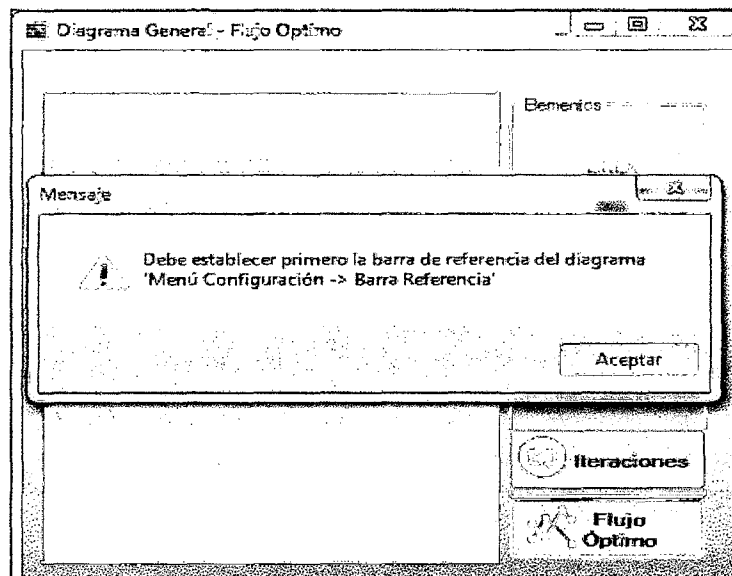 Diagrama General - Flujo Optimo
Elementos
Mensaje
Debe establecer primero la barra de referencia del diagrama
'Menú Configuración -> Barra Referencia'
Aceptar
Iteraciones
Flujo
Óptimo